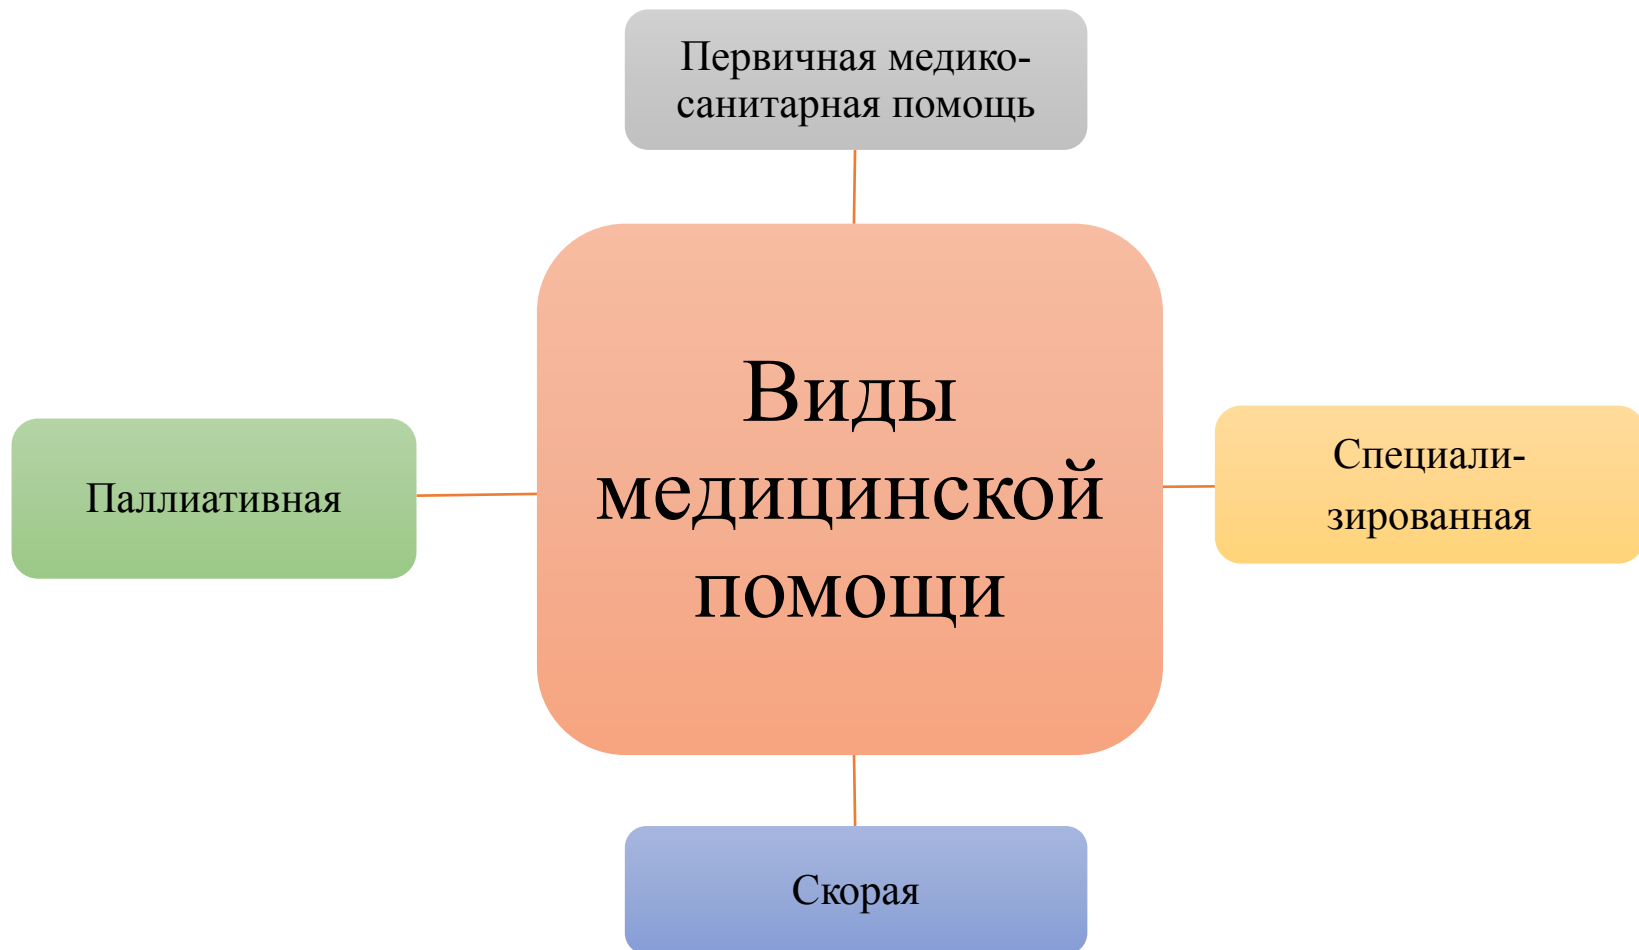 Первичная медико-
санитарная помощь
Виды
медицинской
помощи
Паллиативная
Специали-
зированная
Скорая